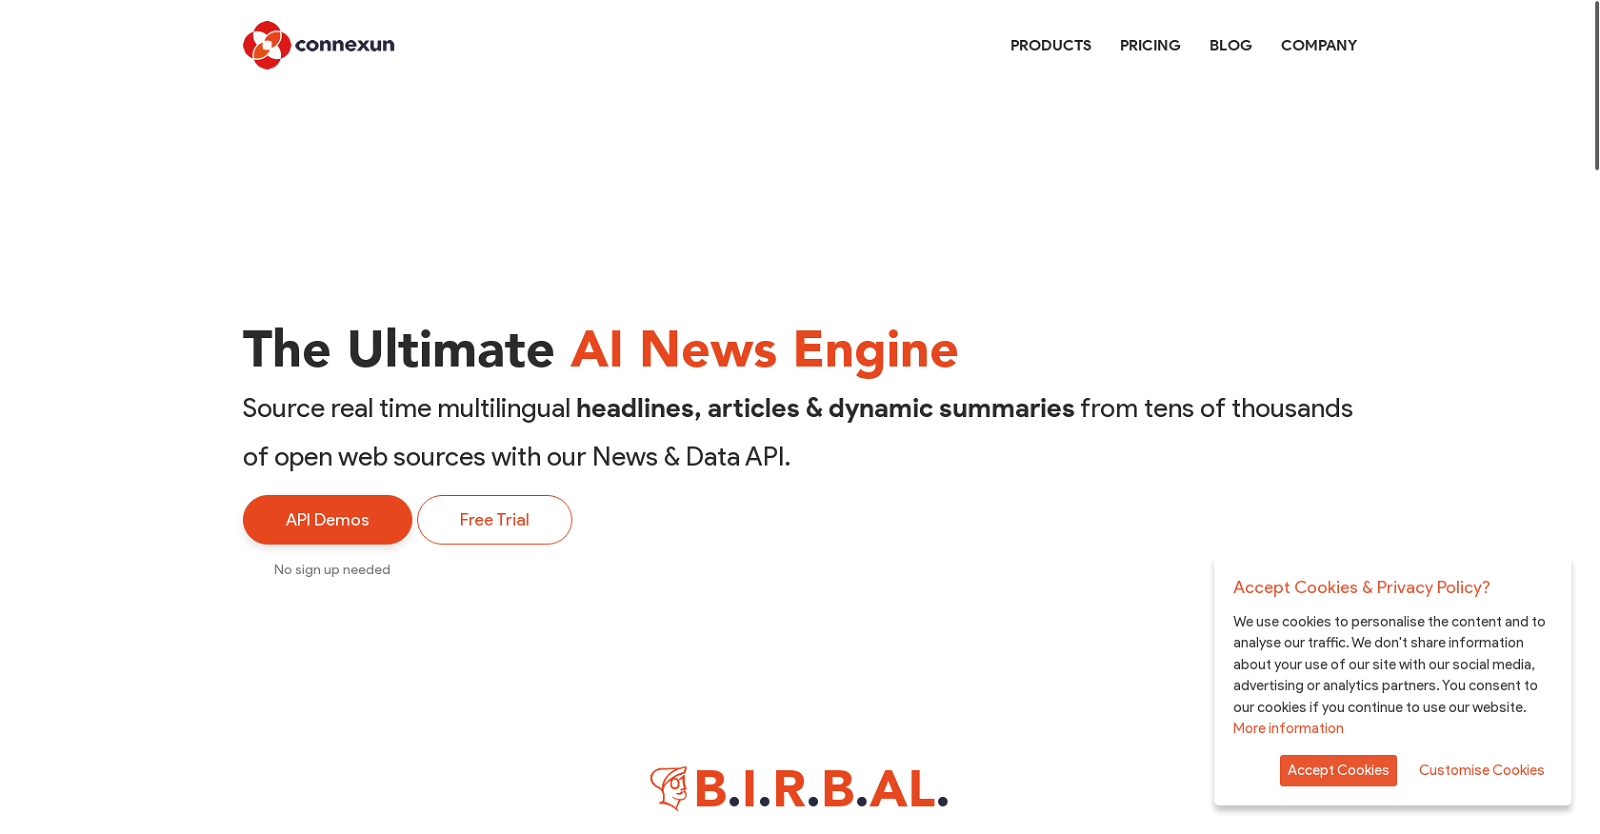 connexun
PRODUCTS PRICING BLOG COMPANY
The Ultimate AI News Engine
Source real time multilingual headlines, articles & dynamic summaries from tens of thousands
of open web sources with our News & Data API.
API Demos Free Trial
No sign up needed
Accept Cookies & Privacy Policy?
We use cookies to personalise the content and to
analyse our traffic. We don't share information
about your use of our site with our social media,
advertising or analytics partners. You consent to
our cookies if you continue to use our website.
More information
Accept Cookies Customise Cookies
B.I.R.B.AL.